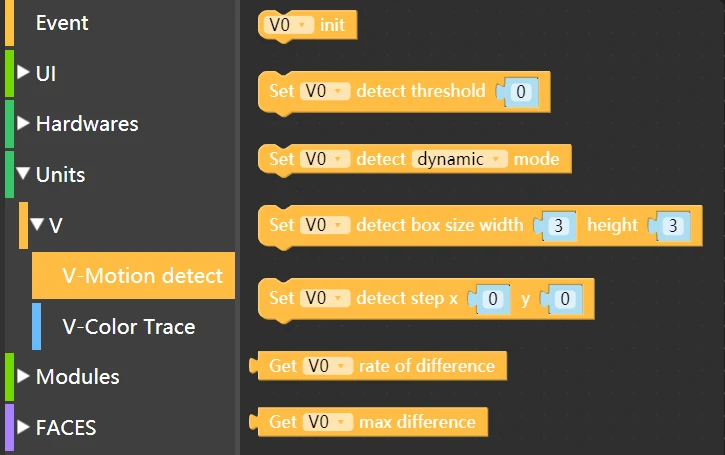 Event
UI
Hardwares
Units
V
V-Motion detect
V-Color Trace
Modules
FACES
V0 init
Set V0 detect threshold 0
Set V0 detect dynamic mode
Set V0 detect box size width 3 height 3
Set V0 detect step x 0 y 0
Get V0 rate of difference
Get V0 max difference